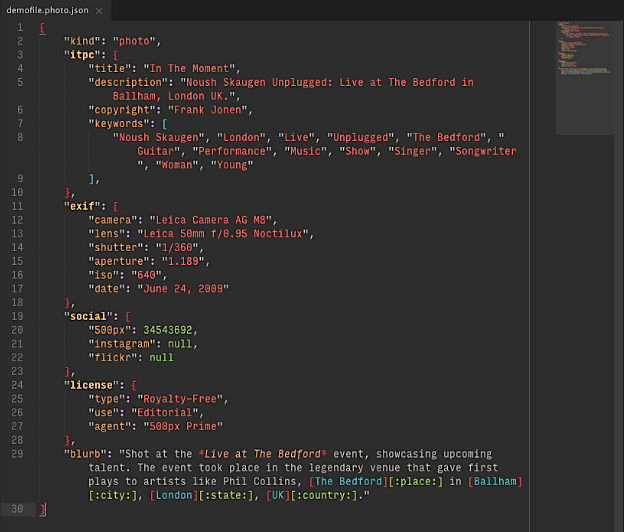 demofile.photo.json ×
1 {
2 "kind": "photo",
3 "itpc": {
4 "title": "In The Moment",
5 "description": "Noush Skaugen Unplugged: Live at The Bedford in
Ballham, London UK.",
6 "copyright": "Frank Jonen",
7 "keywords": [
8 "Noush Skaugen", "London", "Live", "Unplugged", "The Bedford", "
Guitar", "Performance", "Music", "Show", "Singer", "Songwriter
", "Woman", "Young"
9 ],
10 },
11 "exif": {
12 "camera": "Leica Camera AG M8",
13 "lens": "Leica 50mm f/0.95 Noctilux",
14 "shutter": "1/360",
15 "aperture": "1.189",
16 "iso": "640",
17 "date": "June 24, 2009"
18 },
19 "social": {
20 "500px": 34543692,
21 "instagram": null,
22 "flickr": null
23 },
24 "license": {
25 "type": "Royalty-Free",
26 "use": "Editorial",
27 "agent": "500px Prime"
28 },
29 "blurb": "Shot at the *Live at The Bedford* event, showcasing upcoming
talent. The event took place in the legendary venue that gave first
plays to artists like Phil Collins, [The Bedford][:place:] in [Ballham]
[:city:], [London][:state:], [UK][:country:]."
30 }